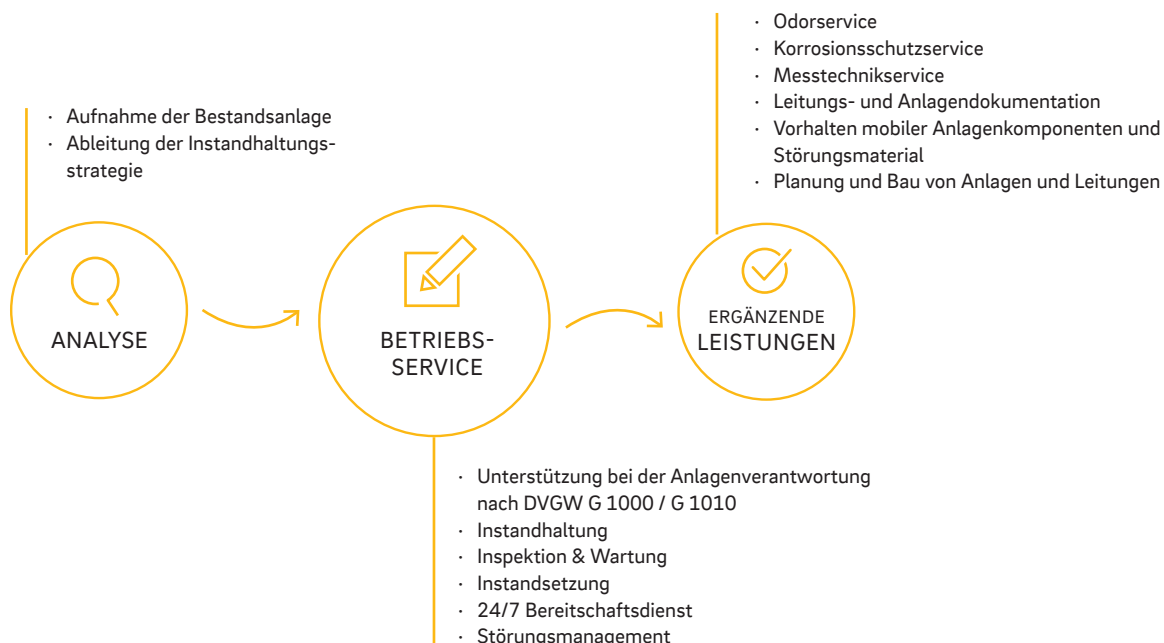 · Aufnahme der Bestandsanlage
· Ableitung der Instandhaltungs-
strategie
ANALYSE
BETRIEBS-
SERVICE
· Unterstützung bei der Anlagenverantwortung
nach DVGW G 1000 / G 1010
· Instandhaltung
· Inspektion & Wartung
· Instandsetzung
· 24/7 Bereitschaftsdienst
· Störungsmanagement
· Odorservice
· Korrosionsschutzservice
· Messtechnikservice
· Leitungs- und Anlagendokumentation
· Vorhalten mobiler Anlagenkomponenten und
Störungsmaterial
· Planung und Bau von Anlagen und Leitungen
ERGÄNZENDE
LEISTUNGEN